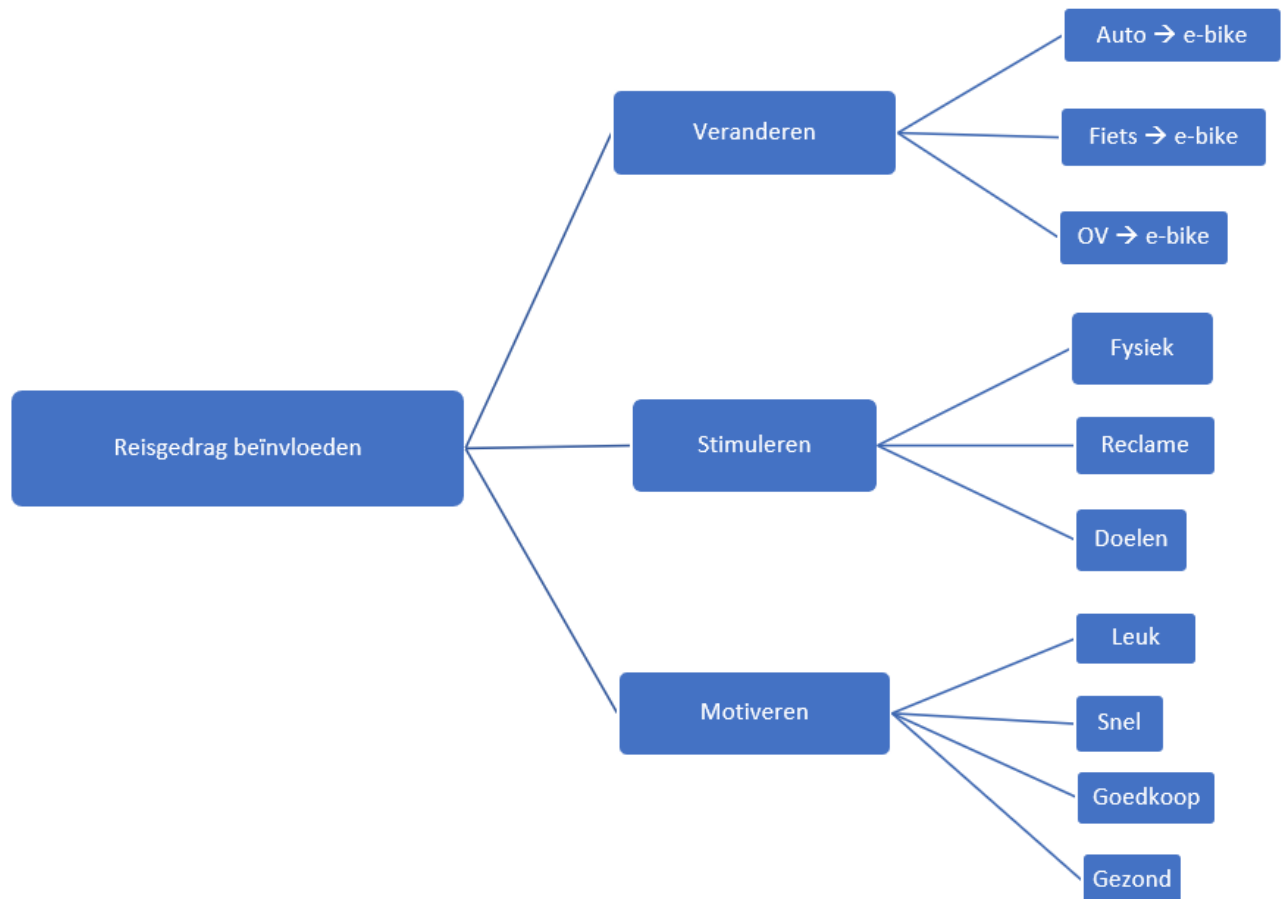 Reisgedrag beïnvloeden
Veranderen
Auto → e-bike
Fiets → e-bike
OV → e-bike
Stimuleren
Fysiek
Reclame
Doelen
Motiveren
Leuk
Snel
Goedkoop
Gezond